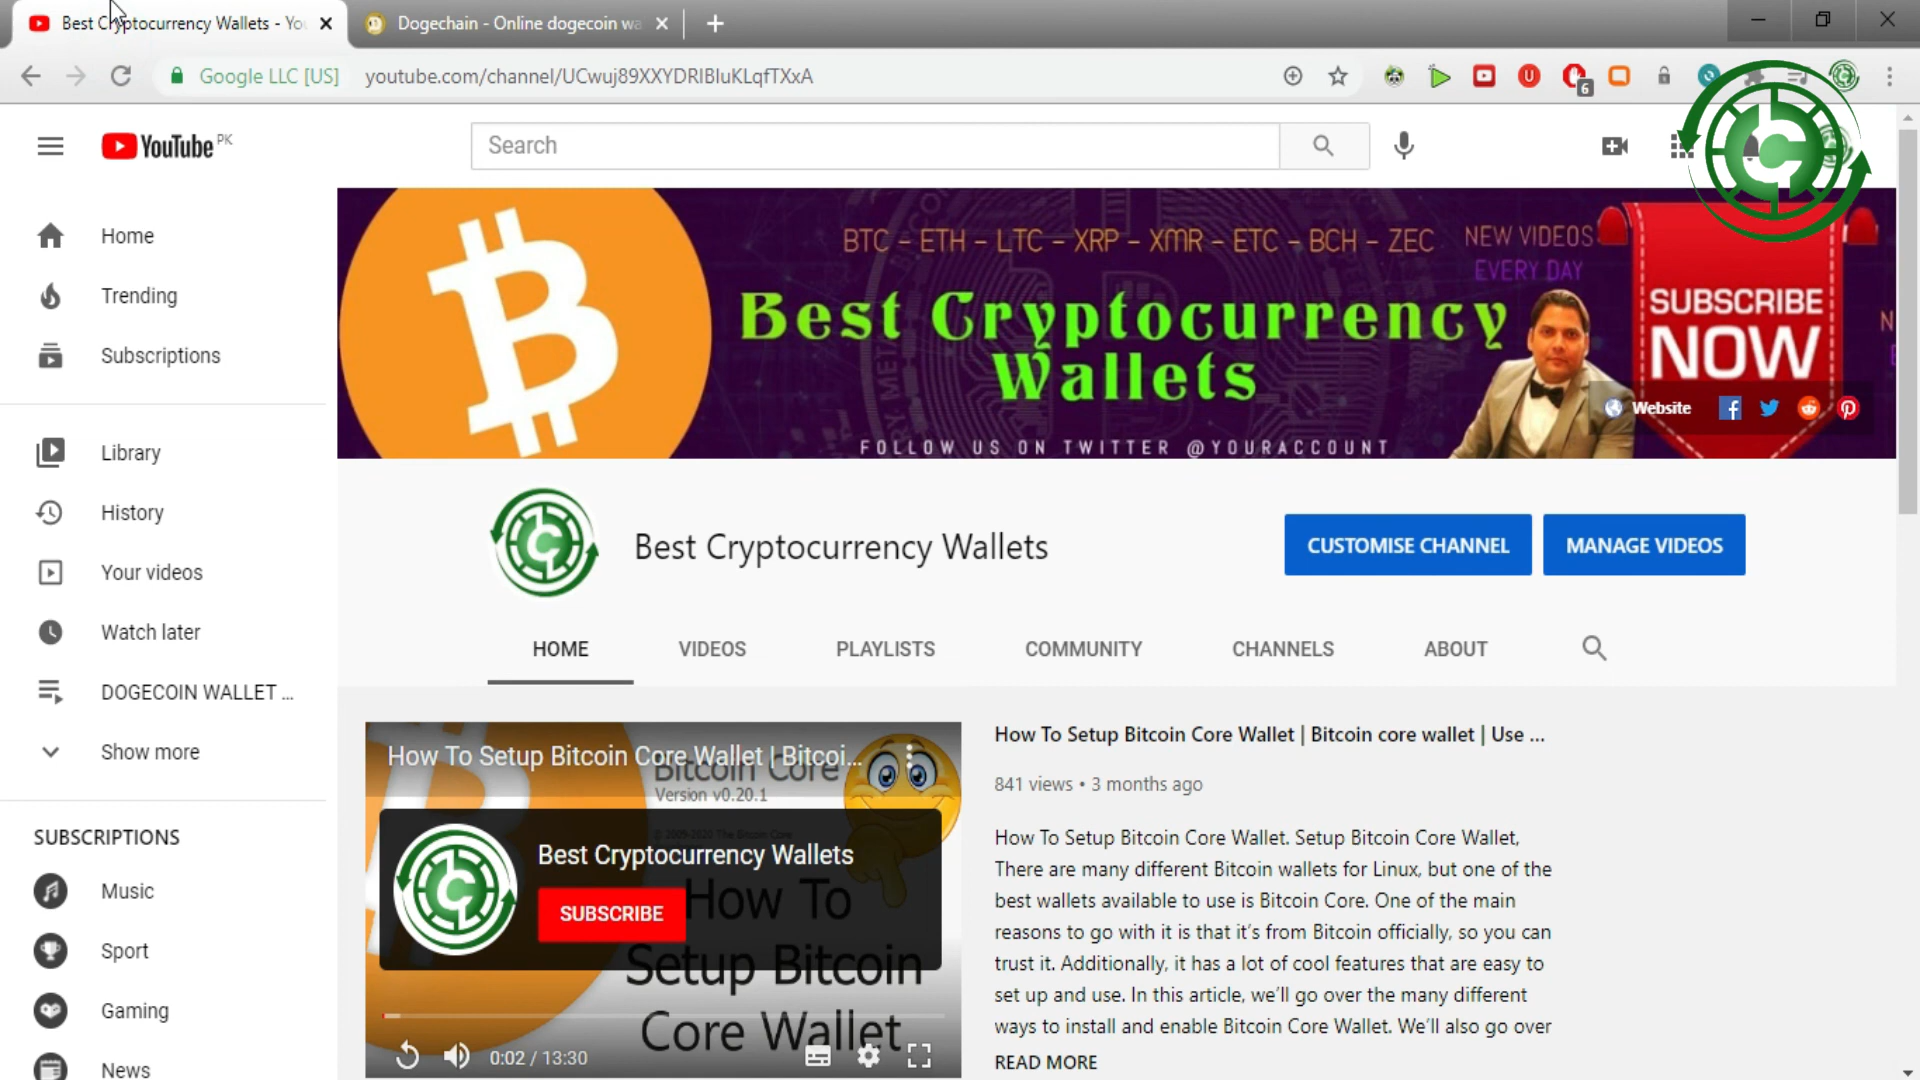 Best Cryptocurrency Wallets - You
Dogechain - Online dogecoin wa
Google LLC [US]
youtube.com/channel/UCwuj89XXYDRIBIuKLqfTXxA
6
YouTube PK
Search
Home
Trending
Subscriptions
Library
History
Your videos
Watch later
DOGECOIN WALLET ...
Show more
SUBSCRIPTIONS
Music
Sport
Gaming
News
BTC - ETH - LTC - XRP - XMR - ETC - BCH - ZEC
NEW VIDEOS
EVERY DAY
Best Cryptocurrency
Wallets
FOLLOW US ON TWITTER @YOURACCOUNT
SUBSCRIBE
NOW
Website
Best Cryptocurrency Wallets
CUSTOMISE CHANNEL
MANAGE VIDEOS
HOME
VIDEOS
PLAYLISTS
COMMUNITY
CHANNELS
ABOUT
How To Setup Bitcoin Core Wallet | Bitcoi...
Bitcoin Core
Version v0.20.1
Best Cryptocurrency Wallets
SUBSCRIBE
How To
Setup Bitcoin
Core Wallet
0:02 / 13:30
How To Setup Bitcoin Core Wallet | Bitcoin core wallet | Use ...
841 views • 3 months ago
How To Setup Bitcoin Core Wallet. Setup Bitcoin Core Wallet,
There are many different Bitcoin wallets for Linux, but one of the
best wallets available to use is Bitcoin Core. One of the main
reasons to go with it is that it's from Bitcoin officially, so you can
trust it. Additionally, it has a lot of cool features that are easy to
set up and use. In this article, we'll go over the many different
ways to install and enable Bitcoin Core Wallet. We'll also go over
READ MORE